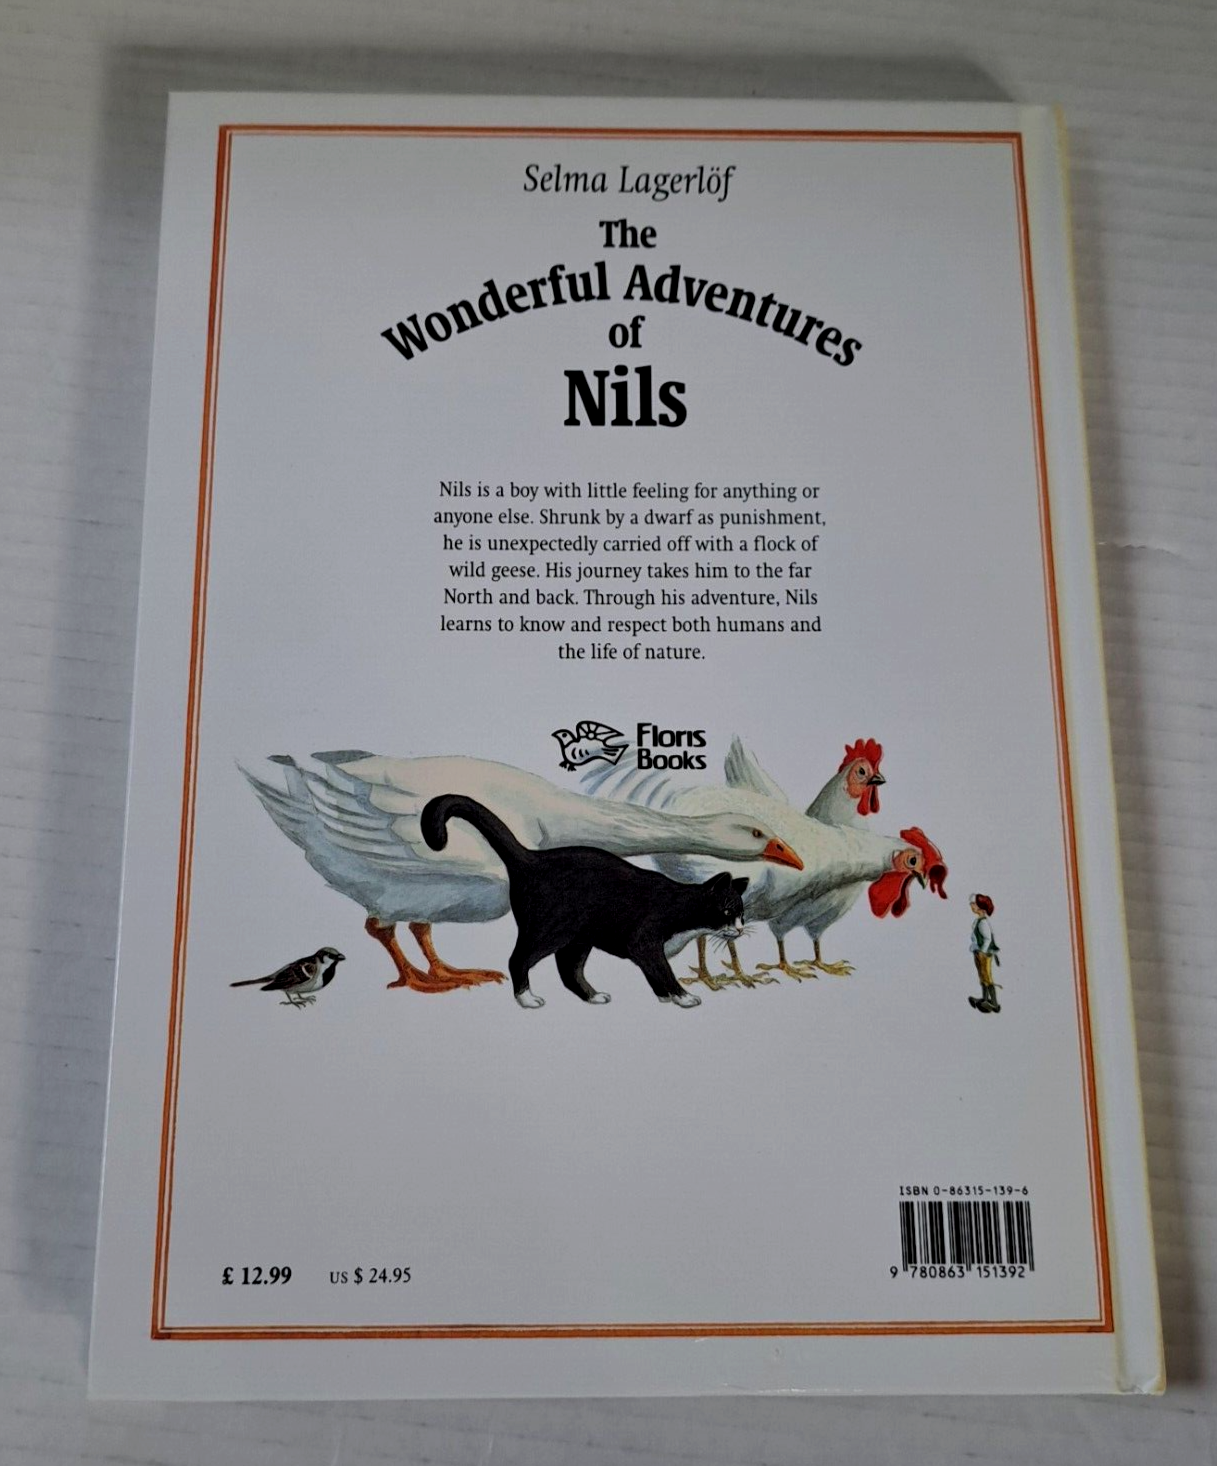 Selma Lagerlöf
The
Wonderful Adventures
of
Nils
Nils is a boy with little feeling for anything or
anyone else. Shrunk by a dwarf as punishment,
he is unexpectedly carried off with a flock of
wild geese. His journey takes him to the far
North and back. Through his adventure, Nils
learns to know and respect both humans and
the life of nature.
Floris
Books
ISBN 0-86315-139-6
9 780863 151392
£ 12.99 US $ 24.95